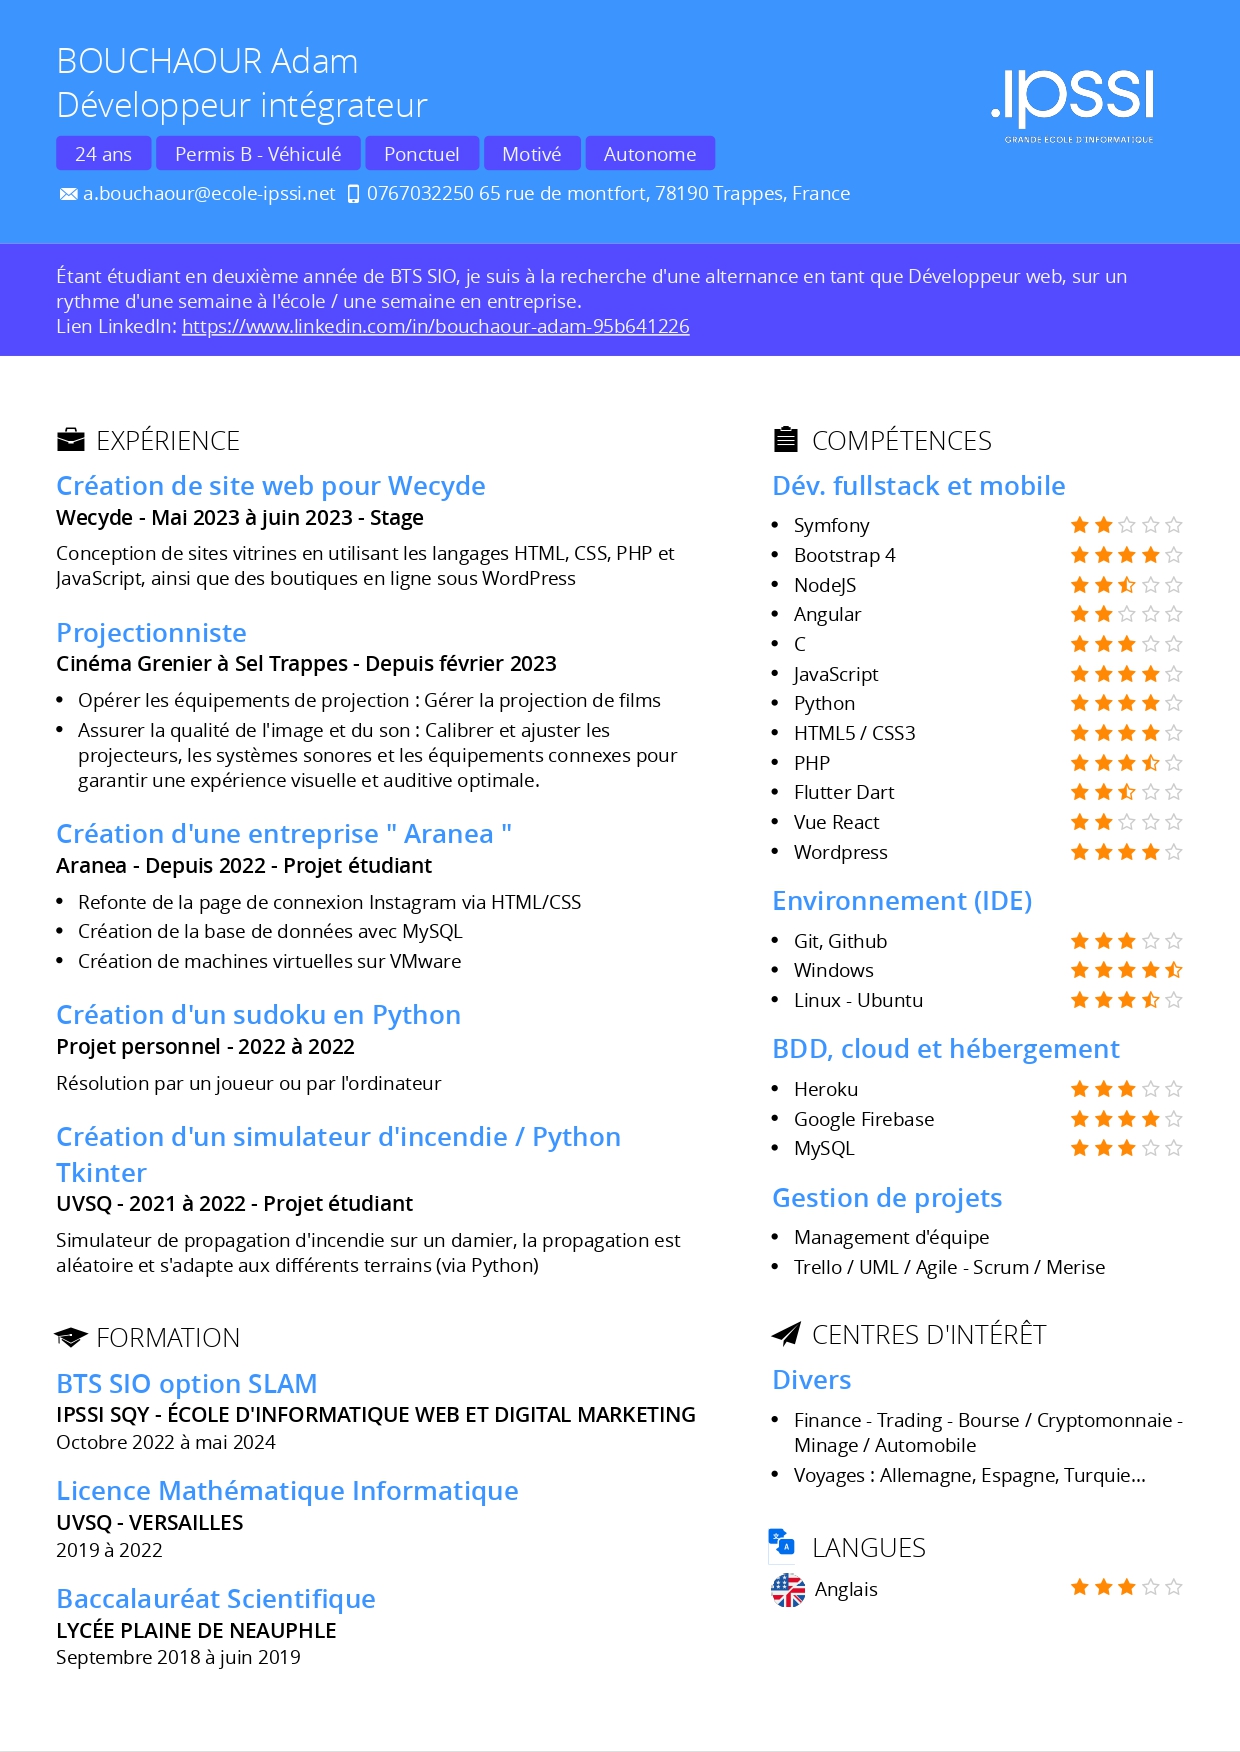 BOUCHAOUR Adam
Développeur intégrateur
24 ans Permis B - Véhiculé Ponctuel Motivé Autonome
a.bouchaour@ecole-ipssi.net 0767032250 65 rue de montfort, 78190 Trappes, France
.ipssi
GRANDE ECOLE D'INFORMATIQUE
Étant étudiant en deuxième année de BTS SIO, je suis à la recherche d'une alternance en tant que Développeur web, sur un
rythme d'une semaine à l'école / une semaine en entreprise.
Lien LinkedIn: https://www.linkedin.com/in/bouchaour-adam-95b641226
EXPÉRIENCE
Création de site web pour Wecyde
Wecyde - Mai 2023 à juin 2023 - Stage
Conception de sites vitrines en utilisant les langages HTML, CSS, PHP et
JavaScript, ainsi que des boutiques en ligne sous WordPress
Projectionniste
Cinéma Grenier à Sel Trappes - Depuis février 2023
• Opérer les équipements de projection : Gérer la projection de films
• Assurer la qualité de l'image et du son : Calibrer et ajuster les
projecteurs, les systèmes sonores et les équipements connexes pour
garantir une expérience visuelle et auditive optimale.
Création d'une entreprise " Aranea "
Aranea - Depuis 2022 - Projet étudiant
• Refonte de la page de connexion Instagram via HTML/CSS
• Création de la base de données avec MySQL
• Création de machines virtuelles sur VMware
Création d'un sudoku en Python
Projet personnel - 2022 à 2022
Résolution par un joueur ou par l'ordinateur
Création d'un simulateur d'incendie / Python
Tkinter
UVSQ - 2021 à 2022 - Projet étudiant
Simulateur de propagation d'incendie sur un damier, la propagation est
aléatoire et s'adapte aux différents terrains (via Python)
FORMATION
BTS SIO option SLAM
IPSSI SQY - ÉCOLE D'INFORMATIQUE WEB ET DIGITAL MARKETING
Octobre 2022 à mai 2024
Licence Mathématique Informatique
UVSQ - VERSAILLES
2019 à 2022
Baccalauréat Scientifique
LYCÉE PLAINE DE NEAUPHLE
Septembre 2018 à juin 2019
COMPÉTENCES
Dév. fullstack et mobile
• Symfony
• Bootstrap 4
• NodeJS
• Angular
• C
• JavaScript
• Python
• HTML5 / CSS3
• PHP
• Flutter Dart
• Vue React
• Wordpress
Environnement (IDE)
• Git, Github
• Windows
• Linux - Ubuntu
BDD, cloud et hébergement
• Heroku
• Google Firebase
• MySQL
Gestion de projets
• Management d'équipe
• Trello / UML / Agile - Scrum / Merise
CENTRES D'INTÉRÊT
Divers
• Finance - Trading - Bourse / Cryptomonnaie -
Minage / Automobile
• Voyages : Allemagne, Espagne, Turquie...
LANGUES
Anglais